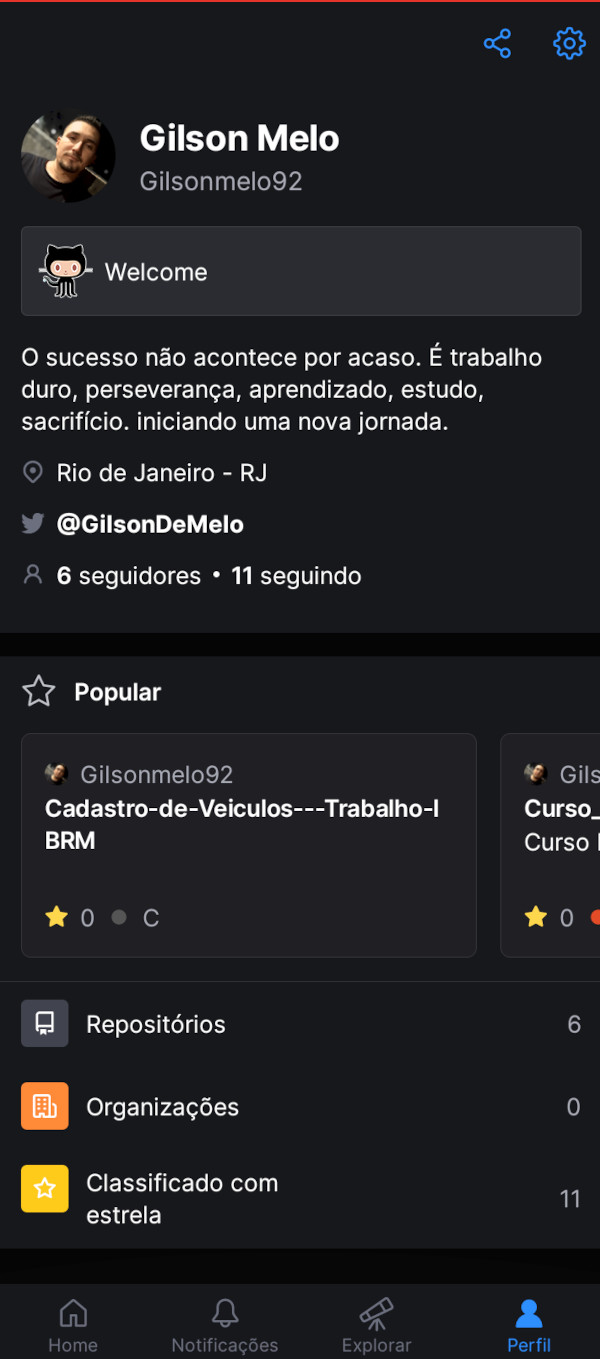 Gilson Melo
Gilsonmelo92
Welcome
O sucesso não acontece por acaso. É trabalho
duro, perseverança, aprendizado, estudo,
sacrifício. iniciando uma nova jornada.
Rio de Janeiro - RJ
@GilsonDeMelo
6 seguidores • 11 seguindo
Popular
Gilsonmelo92
Cadastro-de-Veiculos---Trabalho-I
BRM
0 C
Gils
Curso_
Curso
0
Repositórios 6
Organizações 0
Classificado com
estrela
11
Home Notificações Explorar Perfil